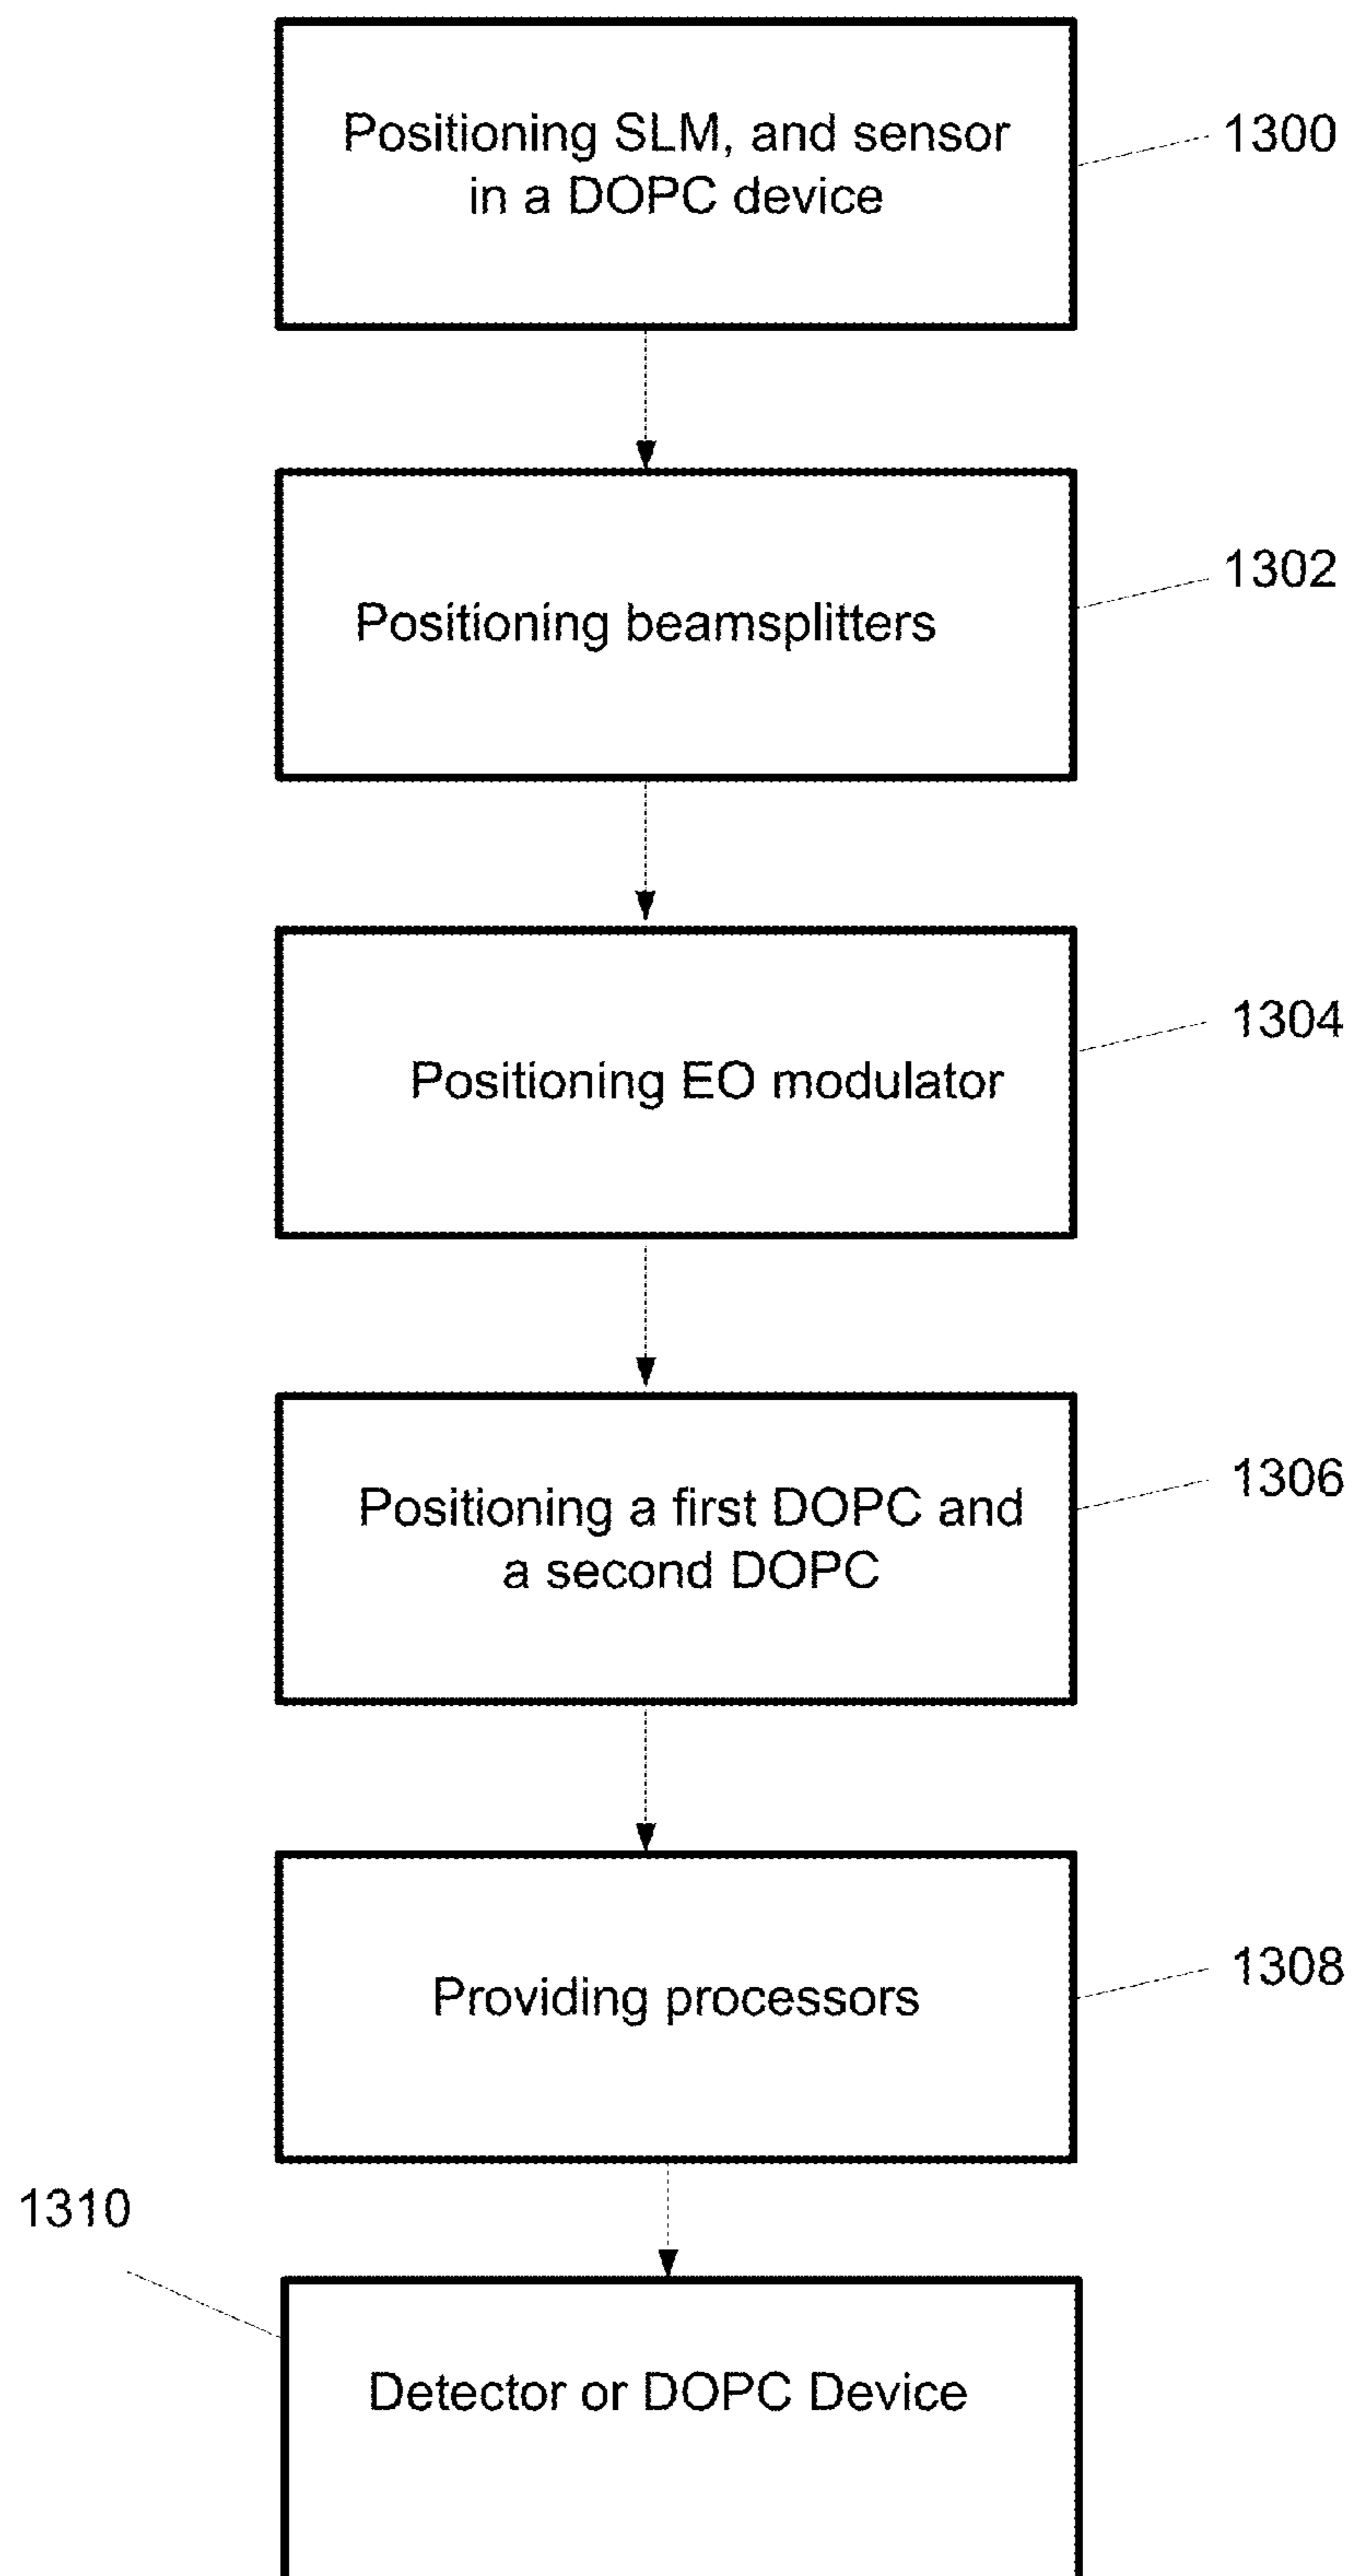 Positioning SLM, and sensor
in a DOPC device
1300
Positioning beamsplitters
1302
Positioning EO modulator
1304
Positioning a first DOPC and
a second DOPC
1306
Providing processors
1308
1310
Detector or DOPC Device